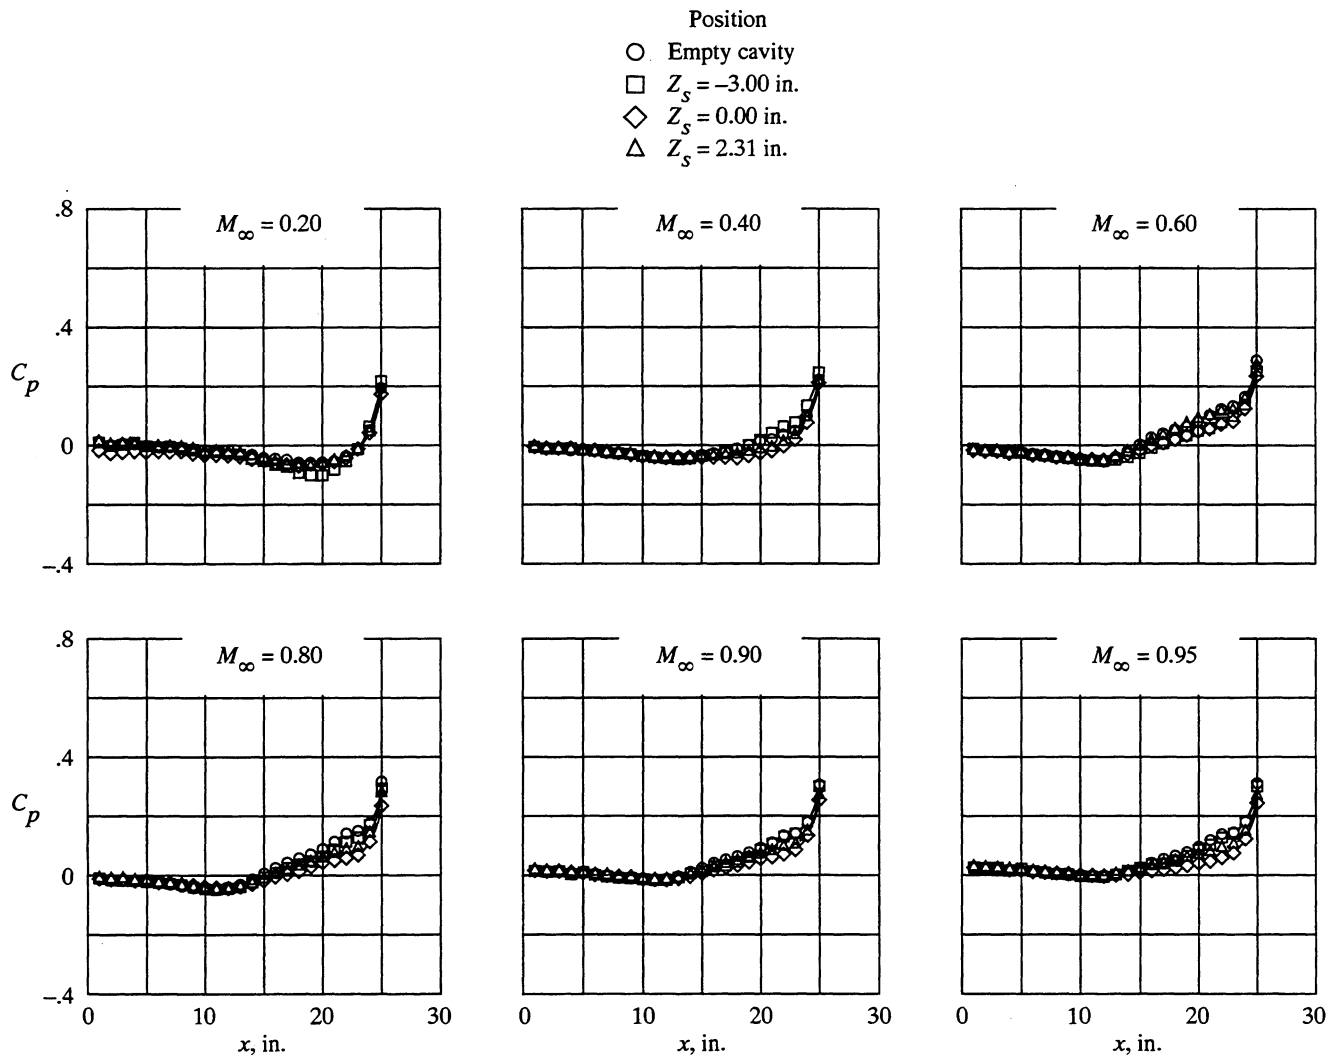 Position
Empty cavity
Z_s = –3.00 in.
Z_s = 0.00 in.
Z_s = 2.31 in.
M_∞ = 0.20
M_∞ = 0.40
M_∞ = 0.60
.8
.4
C_p
0
–.4
M_∞ = 0.80
M_∞ = 0.90
M_∞ = 0.95
.8
.4
C_p
0
–.4
0 10 20 30
0 10 20 30
0 10 20 30
x, in.
x, in.
x, in.